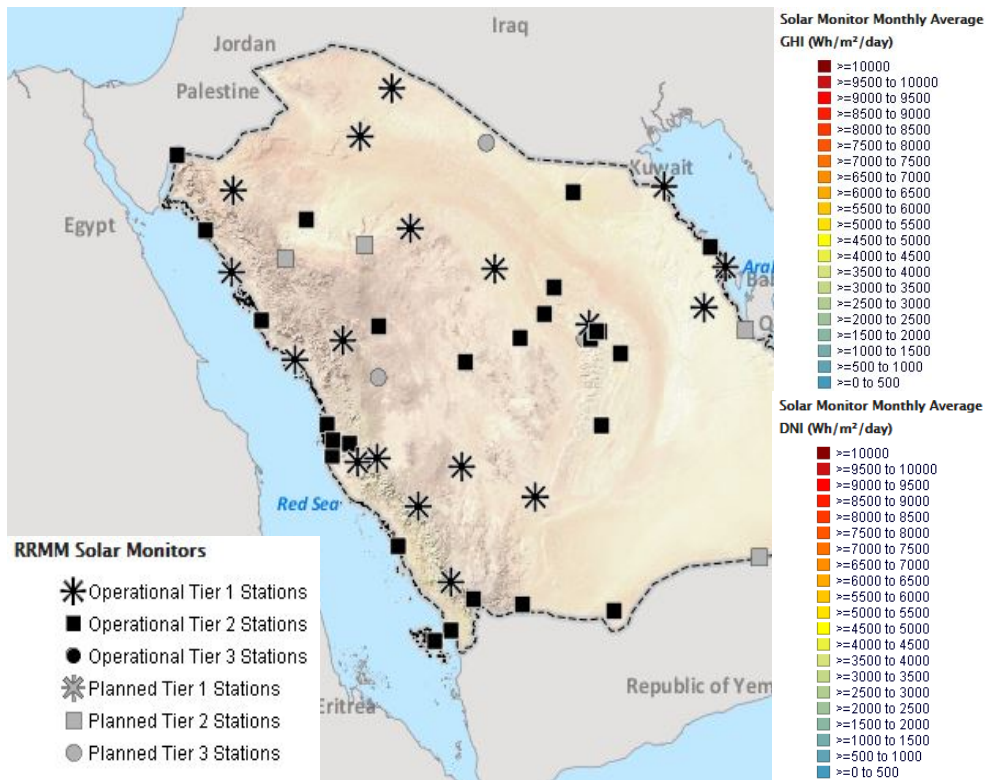 Iraq
Jordan
Palestine
Kuwait
Egypt
Red Sea
Republic of Yem
Eritrea
RRMM Solar Monitors
Operational Tier 1 Stations
Operational Tier 2 Stations
Operational Tier 3 Stations
Planned Tier 1 Stations
Planned Tier 2 Stations
Planned Tier 3 Stations
Solar Monitor Monthly Average
GHI (Wh/m²/day)
>=10000
>=9500 to 10000
>=9000 to 9500
>=8500 to 9000
>=8000 to 8500
>=7500 to 8000
>=7000 to 7500
>=6500 to 7000
>=6000 to 6500
>=5500 to 6000
>=5000 to 5500
>=4500 to 5000
>=4000 to 4500
>=3500 to 4000
>=3000 to 3500
>=2500 to 3000
>=2000 to 2500
>=1500 to 2000
>=1000 to 1500
>=500 to 1000
>=0 to 500
Solar Monitor Monthly Average
DNI (Wh/m²/day)
>=10000
>=9500 to 10000
>=9000 to 9500
>=8500 to 9000
>=8000 to 8500
>=7500 to 8000
>=7000 to 7500
>=6500 to 7000
>=6000 to 6500
>=5500 to 6000
>=5000 to 5500
>=4500 to 5000
>=4000 to 4500
>=3500 to 4000
>=3000 to 3500
>=2500 to 3000
>=2000 to 2500
>=1500 to 2000
>=1000 to 1500
>=500 to 1000
>=0 to 500